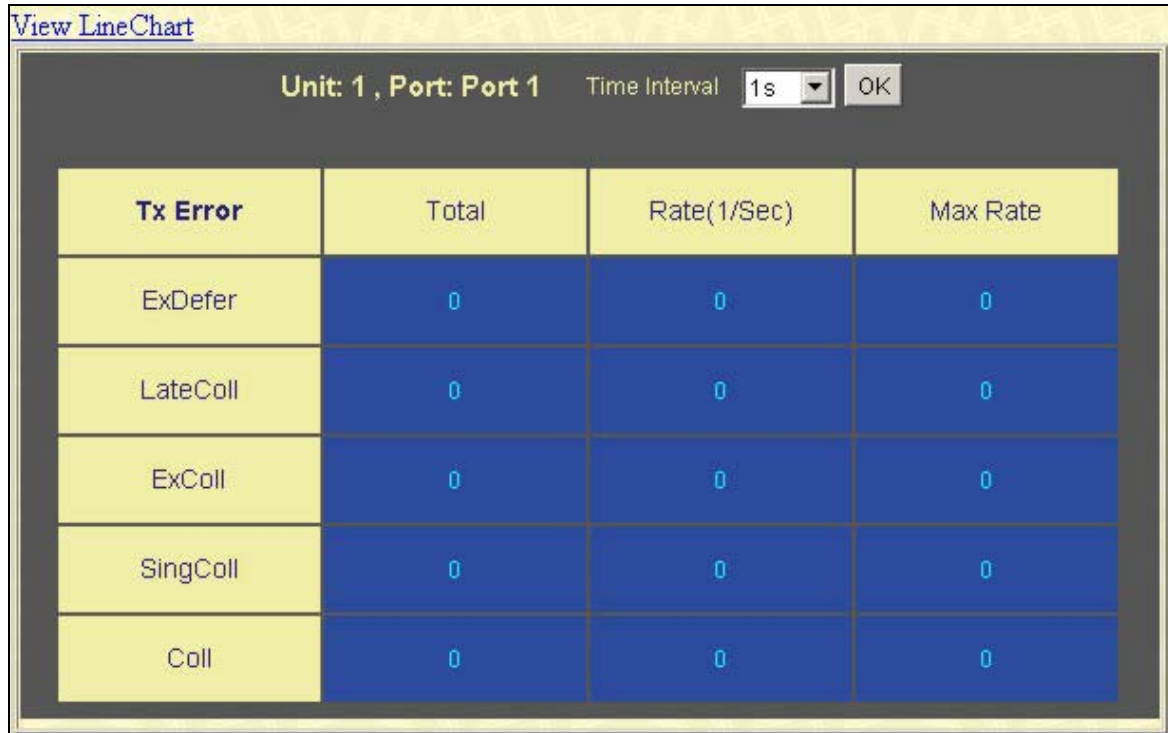 View LineChart
Unit: 1 , Port: Port 1 Time Interval 1s OK
Tx Error Total Rate(1/Sec) Max Rate
ExDefer 0 0 0
LateColl 0 0 0
ExColl 0 0 0
SingColl 0 0 0
Coll 0 0 0